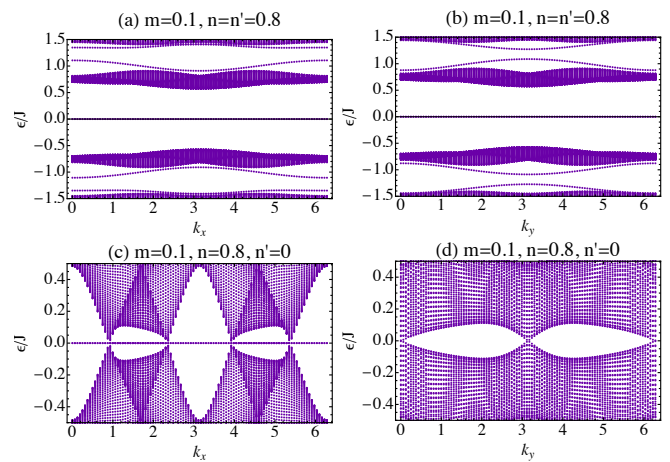 (a) m=0.1, n=n'=0.8
1.5
1.0
0.5
0.0
−0.5
−1.0
−1.5
ϵ/J
0 1 2 3 4 5 6
k_x
(b) m=0.1, n=n'=0.8
1.5
1.0
0.5
0.0
−0.5
−1.0
−1.5
ϵ/J
0 1 2 3 4 5 6
k_y
(c) m=0.1, n=0.8, n'=0
0.4
0.2
0.0
−0.2
−0.4
ϵ/J
0 1 2 3 4 5 6
k_x
(d) m=0.1, n=0.8, n'=0
0.4
0.2
0.0
−0.2
−0.4
ϵ/J
0 1 2 3 4 5 6
k_y